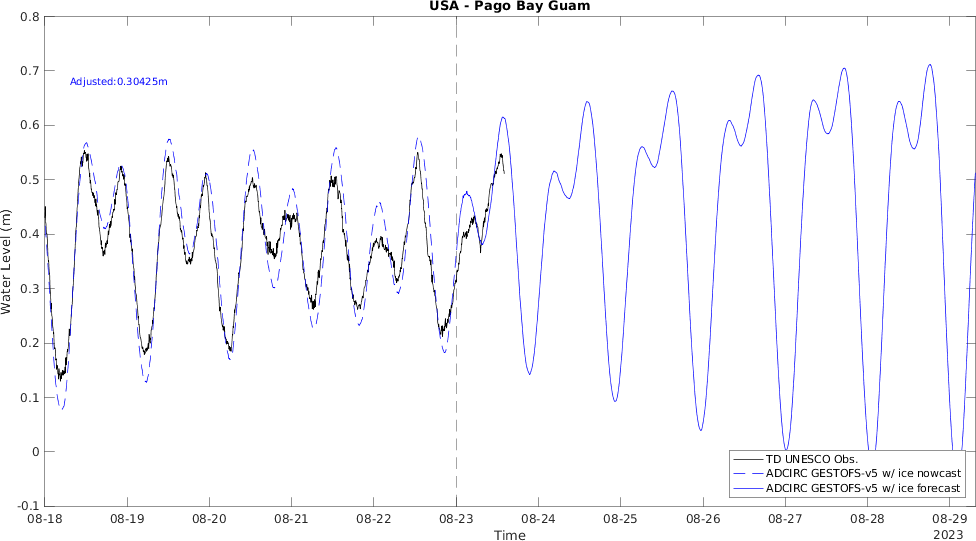 USA - Pago Bay Guam
0.8
0.7
0.6
0.5
0.4
0.3
0.2
0.1
0
-0.1
Water Level (m)
Adjusted:0.30425m
TD UNESCO Obs.
ADCIRC GESTOFS-v5 w/ ice nowcast
ADCIRC GESTOFS-v5 w/ ice forecast
08-18 08-19 08-20 08-21 08-22 08-23 08-24 08-25 08-26 08-27 08-28 08-29
Time
2023